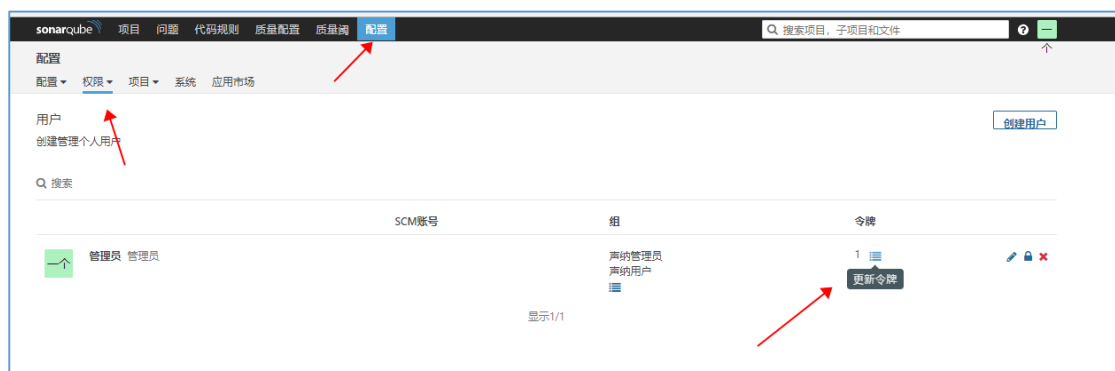 sonarqube 项目 问题 代码规则 质量配置 质量阈 配置 搜索项目，子项目和文件 一
个
配置
配置 权限 项目 系统 应用市场
用户
创建用户
创建管理个人用户
搜索
SCM账号 组 令牌
一个 管理员 管理员 声纳管理员 1
声纳用户
更新令牌
显示1/1